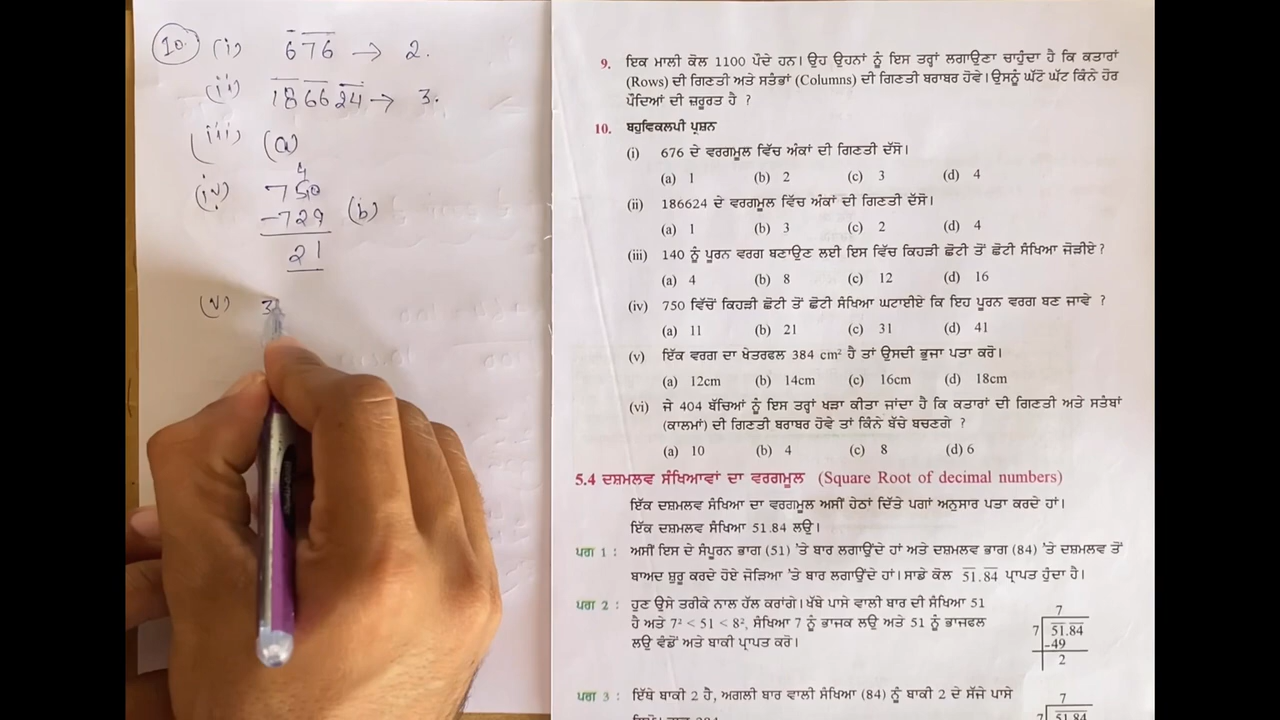 10. (i) 676 → 2.
(ii) 186624 → 3.
(iii) (a)
4
(iv) 750
-729 (b)
21
(v) 3
9. ਇਕ ਮਾਲੀ ਕੋਲ 1100 ਪੌਦੇ ਹਨ। ਉਹ ਉਹਨਾਂ ਨੂੰ ਇਸ ਤਰ੍ਹਾਂ ਲਗਾਉਣਾ ਚਾਹੁੰਦਾ ਹੈ ਕਿ ਕਤਾਰਾਂ
(Rows) ਦੀ ਗਿਣਤੀ ਅਤੇ ਸਤੰਭਾਂ (Columns) ਦੀ ਗਿਣਤੀ ਬਰਾਬਰ ਹੋਵੇ। ਉਸਨੂੰ ਘੱਟੋ ਘੱਟ ਕਿੰਨੇ ਹੋਰ
ਪੌਦਿਆਂ ਦੀ ਜ਼ਰੂਰਤ ਹੈ ?
10. ਬਹੁਵਿਕਲਪੀ ਪ੍ਰਸ਼ਨ
(i) 676 ਦੇ ਵਰਗਮੂਲ ਵਿੱਚ ਅੰਕਾਂ ਦੀ ਗਿਣਤੀ ਦੱਸੋ।
(a) 1 (b) 2 (c) 3 (d) 4
(ii) 186624 ਦੇ ਵਰਗਮੂਲ ਵਿੱਚ ਅੰਕਾਂ ਦੀ ਗਿਣਤੀ ਦੱਸੋ।
(a) 1 (b) 3 (c) 2 (d) 4
(iii) 140 ਨੂੰ ਪੂਰਨ ਵਰਗ ਬਣਾਉਣ ਲਈ ਇਸ ਵਿੱਚ ਕਿਹੜੀ ਛੋਟੀ ਤੋਂ ਛੋਟੀ ਸੰਖਿਆ ਜੋੜੀਏ ?
(a) 4 (b) 8 (c) 12 (d) 16
(iv) 750 ਵਿੱਚੋਂ ਕਿਹੜੀ ਛੋਟੀ ਤੋਂ ਛੋਟੀ ਸੰਖਿਆ ਘਟਾਈਏ ਕਿ ਇਹ ਪੂਰਨ ਵਰਗ ਬਣ ਜਾਵੇ ?
(a) 11 (b) 21 (c) 31 (d) 41
(v) ਇੱਕ ਵਰਗ ਦਾ ਖੇਤਰਫਲ 384 cm² ਹੈ ਤਾਂ ਉਸਦੀ ਭੁਜਾ ਪਤਾ ਕਰੋ।
(a) 12cm (b) 14cm (c) 16cm (d) 18cm
(vi) ਜੇ 404 ਬੱਚਿਆਂ ਨੂੰ ਇਸ ਤਰ੍ਹਾਂ ਖੜਾ ਕੀਤਾ ਜਾਂਦਾ ਹੈ ਕਿ ਕਤਾਰਾਂ ਦੀ ਗਿਣਤੀ ਅਤੇ ਸਤੰਬਾਂ
(ਕਾਲਮਾਂ) ਦੀ ਗਿਣਤੀ ਬਰਾਬਰ ਹੋਵੇ ਤਾਂ ਕਿੰਨੇ ਬੱਚੇ ਬਚਣਗੇ ?
(a) 10 (b) 4 (c) 8 (d) 6
5.4 ਦਸ਼ਮਲਵ ਸੰਖਿਆਵਾਂ ਦਾ ਵਰਗਮੂਲ (Square Root of decimal numbers)
ਇੱਕ ਦਸ਼ਮਲਵ ਸੰਖਿਆ ਦਾ ਵਰਗਮੂਲ ਅਸੀਂ ਹੇਠਾਂ ਦਿੱਤੇ ਪਗਾਂ ਅਨੁਸਾਰ ਪਤਾ ਕਰਦੇ ਹਾਂ।
ਇੱਕ ਦਸ਼ਮਲਵ ਸੰਖਿਆ 51.84 ਲਉ।
ਪਗ 1 : ਅਸੀਂ ਇਸ ਦੇ ਸੰਪੂਰਨ ਭਾਗ (51) 'ਤੇ ਬਾਰ ਲਗਾਉਂਦੇ ਹਾਂ ਅਤੇ ਦਸ਼ਮਲਵ ਭਾਗ (84) 'ਤੇ ਦਸ਼ਮਲਵ ਤੋਂ
ਬਾਅਦ ਸ਼ੁਰੂ ਕਰਦੇ ਹੋਏ ਜੋੜਿਆ 'ਤੇ ਬਾਰ ਲਗਾਉਂਦੇ ਹਾਂ। ਸਾਡੇ ਕੋਲ 51.84 ਪ੍ਰਾਪਤ ਹੁੰਦਾ ਹੈ।
ਪਗ 2 : ਹੁਣ ਉਸੇ ਤਰੀਕੇ ਨਾਲ ਹੱਲ ਕਰਾਂਗੇ। ਖੱਬੇ ਪਾਸੇ ਵਾਲੀ ਬਾਰ ਦੀ ਸੰਖਿਆ 51
ਹੈ ਅਤੇ 7² < 51 < 8², ਸੰਖਿਆ 7 ਨੂੰ ਭਾਜਕ ਲਉ ਅਤੇ 51 ਨੂੰ ਭਾਜਫਲ
ਲਉ ਵੰਡੋਂ ਅਤੇ ਬਾਕੀ ਪ੍ਰਾਪਤ ਕਰੋ।
7
7 51.84
-49
2
ਪਗ 3 : ਇੱਥੇ ਬਾਕੀ 2 ਹੈ, ਅਗਲੀ ਬਾਰ ਵਾਲੀ ਸੰਖਿਆ (84) ਨੂੰ ਬਾਕੀ 2 ਦੇ ਸੱਜੇ ਪਾਸੇ
7
7 51.84